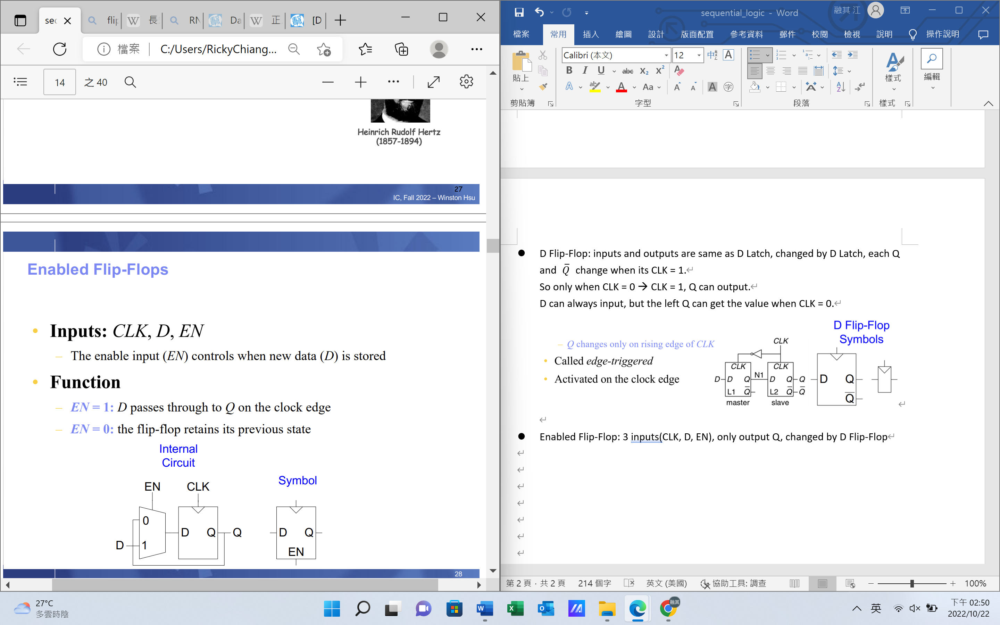 sec
flip
長
RN
Da
正
[D
檔案
C:/Users/RickyChiang...
14
之 40
Heinrich Rudolf Hertz
(1857-1894)
27
IC, Fall 2022 – Winston Hsu
Enabled Flip-Flops
• Inputs: CLK, D, EN
– The enable input (EN) controls when new data (D) is stored
• Function
– EN = 1: D passes through to Q on the clock edge
– EN = 0: the flip-flop retains its previous state
Internal
Circuit
Symbol
EN CLK
0
D Q Q
D 1
D Q
EN
28
sequential_logic - Word
融其 江
檔案 常用 插入 繪圖 設計 版面配置 參考資料 郵件 校閱 檢視 說明 操作說明
Calibri (本文) 12
貼上
樣式
編輯
剪貼簿 字型 段落 樣式
● D Flip-Flop: inputs and outputs are same as D Latch, changed by D Latch, each Q
and Q̅ change when its CLK = 1.
So only when CLK = 0 → CLK = 1, Q can output.
D can always input, but the left Q can get the value when CLK = 0.
D Flip-Flop
Symbols
– Q changes only on rising edge of CLK
• Called edge-triggered
• Activated on the clock edge
CLK
CLK CLK
D D Q N1 D Q Q
L1 Q̅ L2 Q̅ Q̅
master slave
D Q
Q̅
● Enabled Flip-Flop: 3 inputs(CLK, D, EN), only output Q, changed by D Flip-Flop
第 2 頁，共 2 頁 214 個字 英文 (美國) 協助工具: 調查 100%
27°C
多雲時陰
英
下午 02:50
2022/10/22